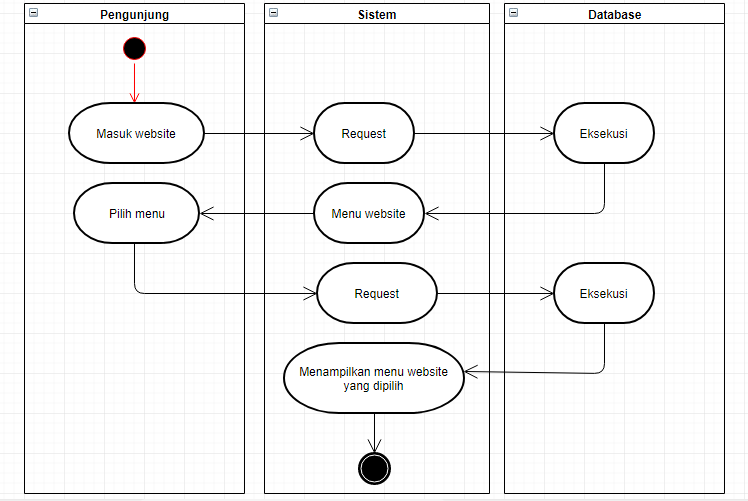 Pengunjung
Sistem
Database
Masuk website
Request
Eksekusi
Pilih menu
Menu website
Request
Eksekusi
Menampilkan menu website
yang dipilih